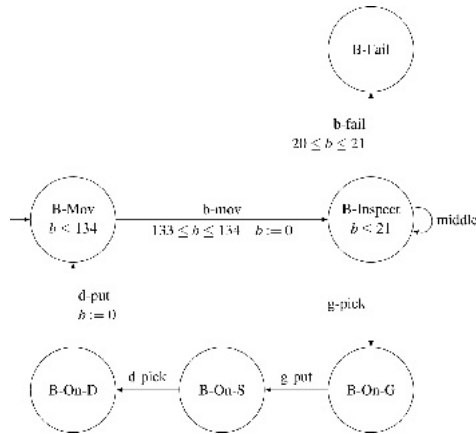 B-Fail
b-fail
20 ≤ b ≤ 21
B-Mov
b ≤ 134
b-mov
133 ≤ b ≤ 134 b := 0
B-Inspect
b ≤ 21
middle
d-put
b := 0
g-pick
B-On-D
d-pick
B-On-S
g-put
B-On-G